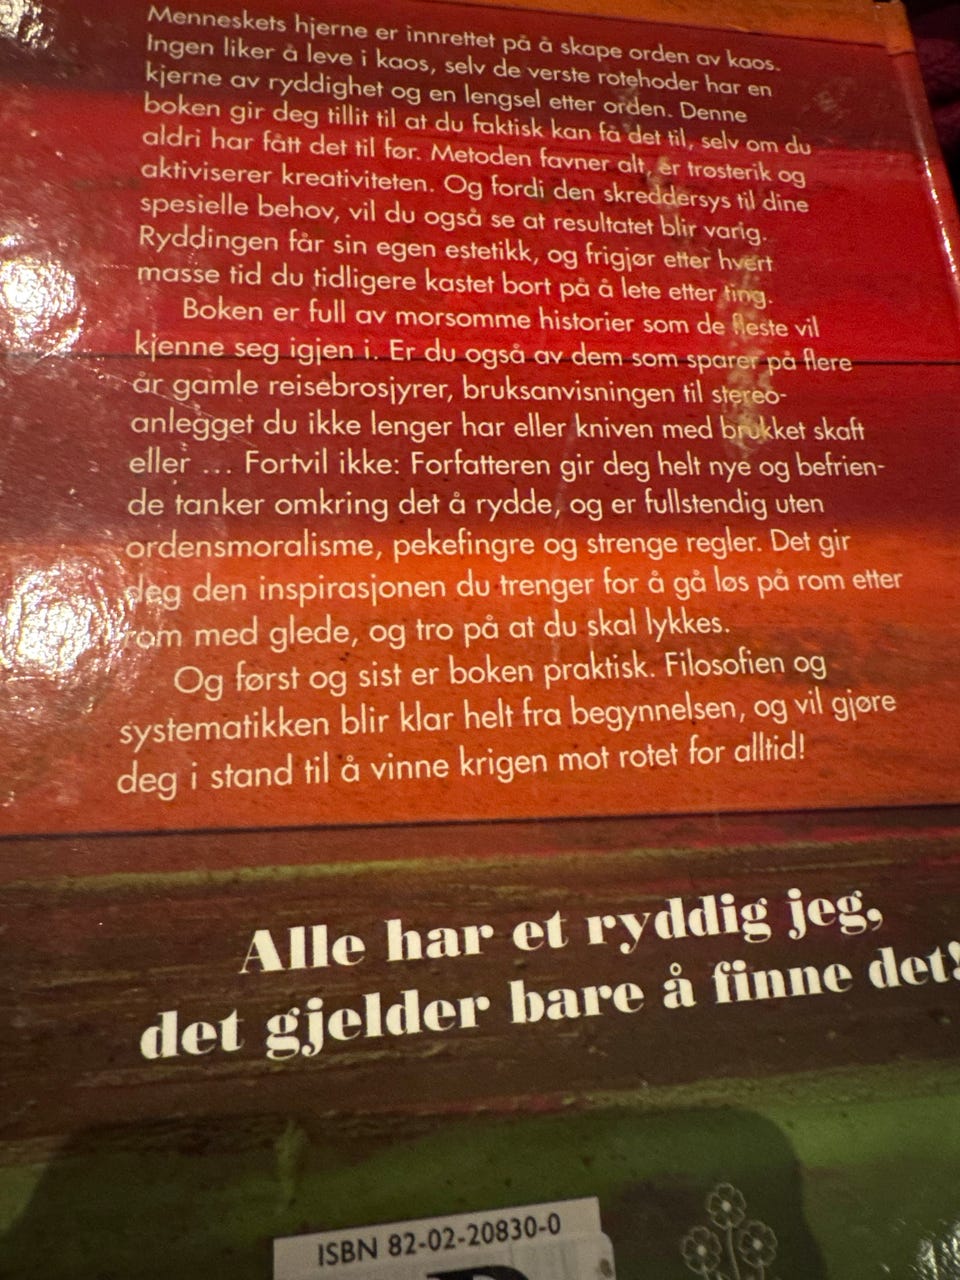 Menneskets hjerne er innrettet på å skape orden av kaos.
Ingen liker å leve i kaos, selv de verste rotehoder har en
kjerne av ryddighet og en lengsel etter orden. Denne
boken gir deg tillit til at du faktisk kan få det til, selv om du
aldri har fått det til før. Metoden favner alt, er trøsterik og
aktiviserer kreativiteten. Og fordi den skreddersys til dine
spesielle behov, vil du også se at resultatet blir varig.
Ryddingen får sin egen estetikk, og frigjør etter hvert
masse tid du tidligere kastet bort på å lete etter ting.
Boken er full av morsomme historier som de fleste vil
kjenne seg igjen i. Er du også av dem som sparer på flere
år gamle reisebrosjyrer, bruksanvisningen til stereo-
anlegget du ikke lenger har eller kniven med brukket skaft
eller ... Fortvil ikke: Forfatteren gir deg helt nye og befrien-
de tanker omkring det å rydde, og er fullstendig uten
ordensmoralisme, pekefingre og strenge regler. Det gir
deg den inspirasjonen du trenger for å gå løs på rom etter
rom med glede, og tro på at du skal lykkes.
Og først og sist er boken praktisk. Filosofien og
systematikken blir klar helt fra begynnelsen, og vil gjøre
deg i stand til å vinne krigen mot rotet for alltid!
Alle har et ryddig jeg,
det gjelder bare å finne det!
ISBN 82-02-20830-0